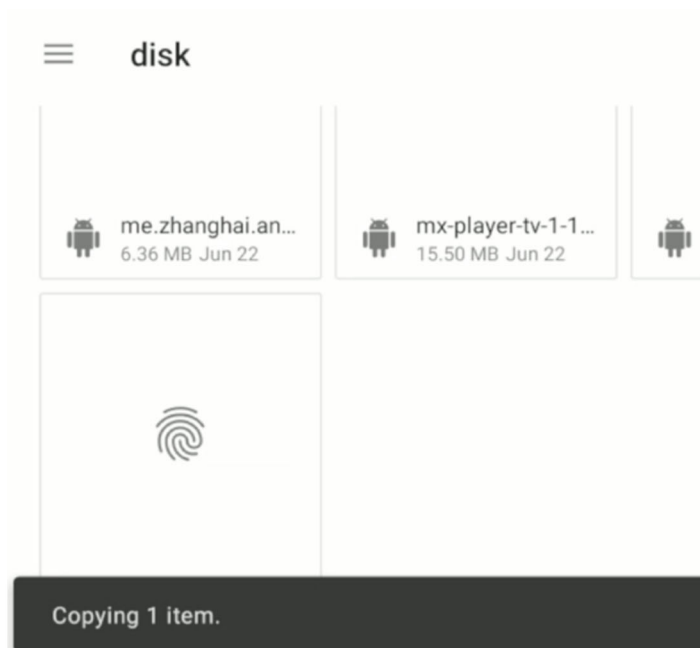 disk
me.zhanghai.an...
6.36 MB Jun 22
mx-player-tv-1-1...
15.50 MB Jun 22
Copying 1 item.